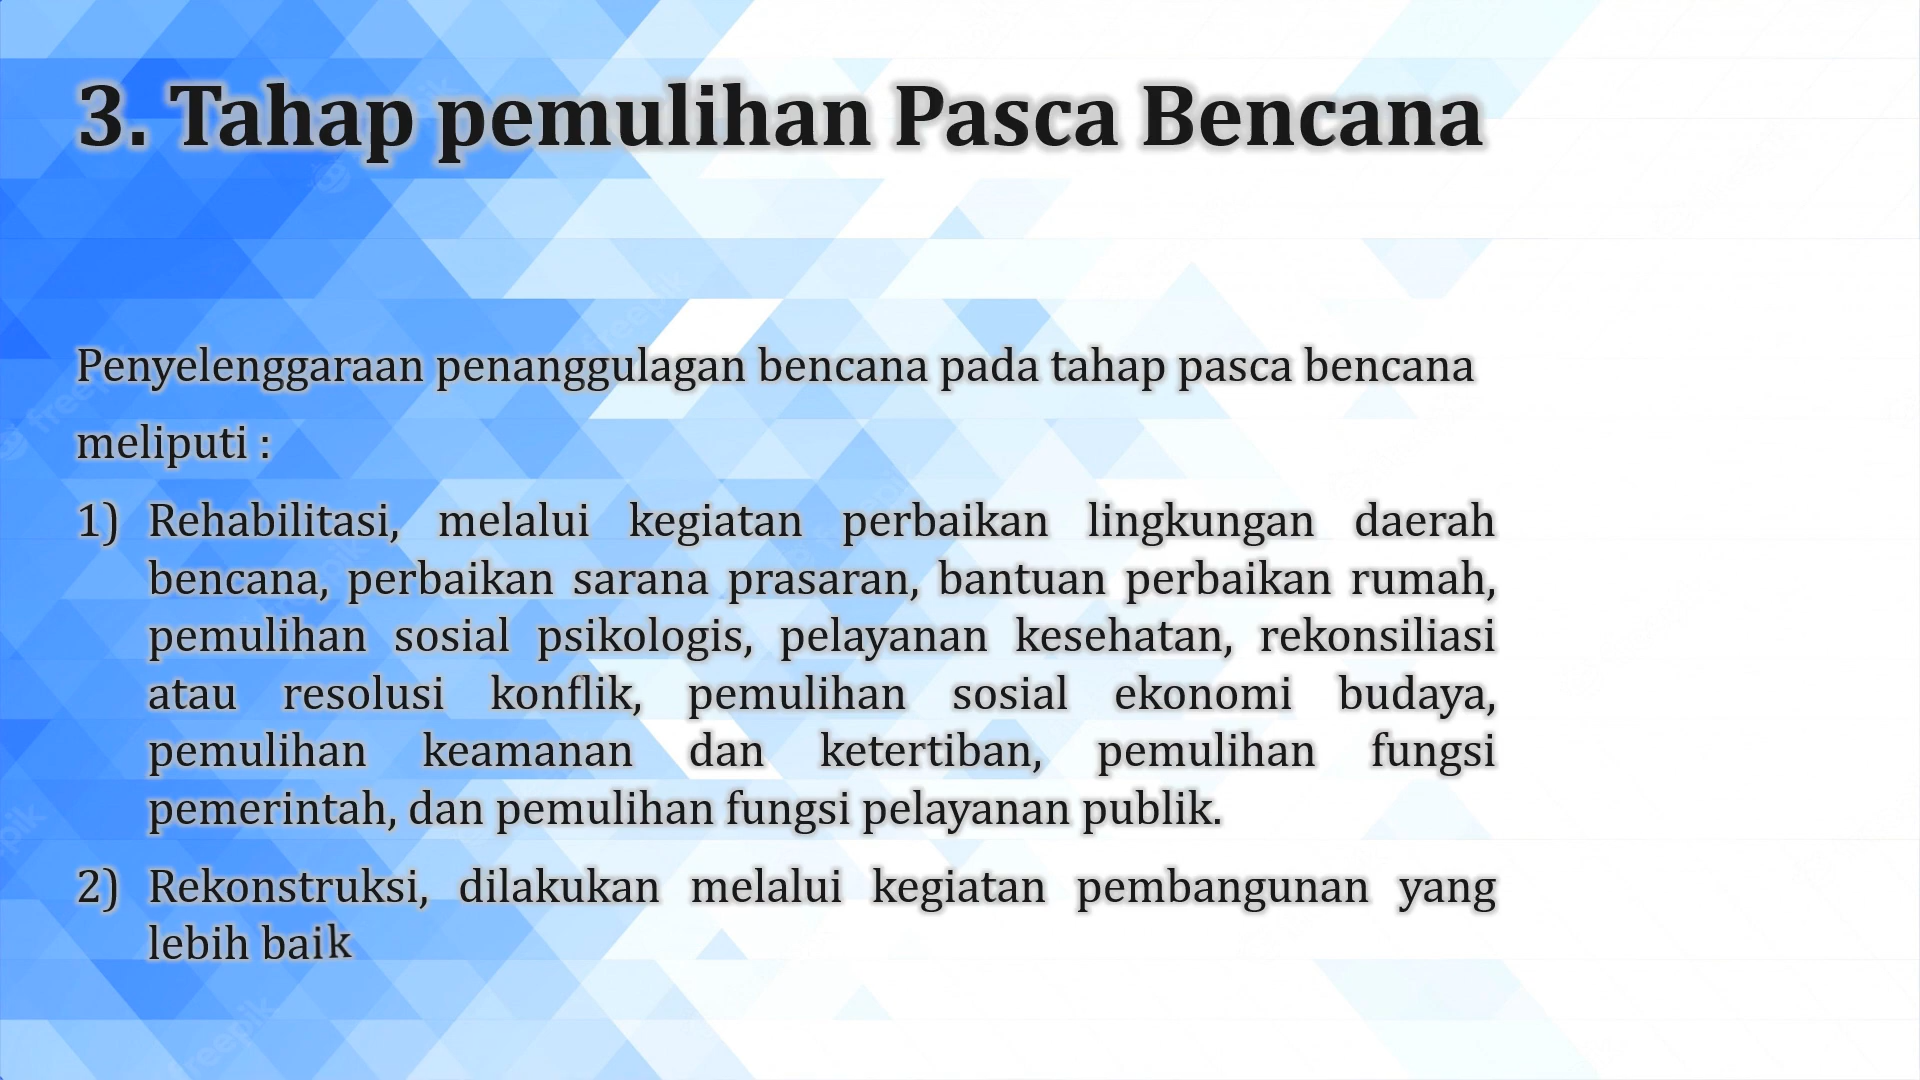 3. Tahap pemulihan Pasca Bencana
Penyelenggaraan penanggulagan bencana pada tahap pasca bencana
meliputi :
1) Rehabilitasi, melalui kegiatan perbaikan lingkungan daerah
bencana, perbaikan sarana prasaran, bantuan perbaikan rumah,
pemulihan sosial psikologis, pelayanan kesehatan, rekonsiliasi
atau resolusi konflik, pemulihan sosial ekonomi budaya,
pemulihan keamanan dan ketertiban, pemulihan fungsi
pemerintah, dan pemulihan fungsi pelayanan publik.
2) Rekonstruksi, dilakukan melalui kegiatan pembangunan yang
lebih baik